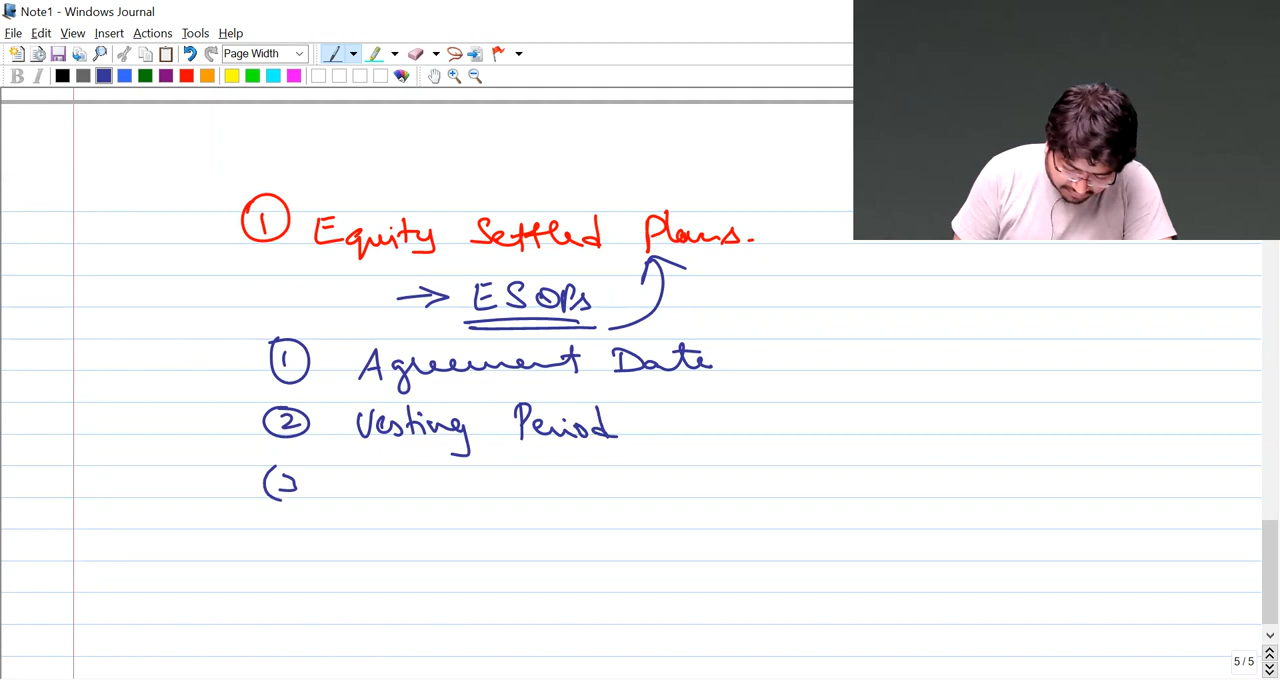 Note1 - Windows Journal
File Edit View Insert Actions Tools Help
Page Width
B I
① Equity Settled Plans.
→ ESOPs
① Agreement Date
② Vesting Period
(3
5 / 5